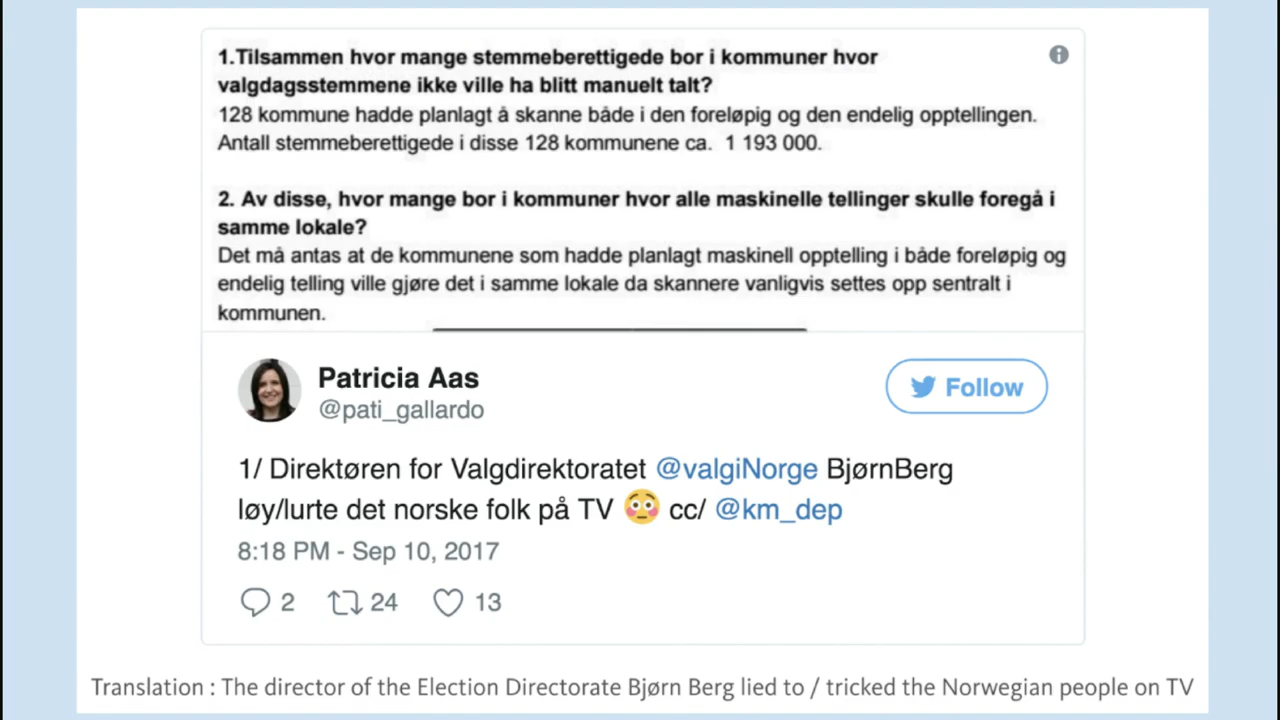 1.Tilsammen hvor mange stemmeberettigede bor i kommuner hvor
valgdagsstemmene ikke ville ha blitt manuelt talt?
128 kommune hadde planlagt å skanne både i den foreløpig og den endelig opptellingen.
Antall stemmeberettigede i disse 128 kommunene ca.  1 193 000.
2. Av disse, hvor mange bor i kommuner hvor alle maskinelle tellinger skulle foregå i
samme lokale?
Det må antas at de kommunene som hadde planlagt maskinell opptelling i både foreløpig og
endelig telling ville gjøre det i samme lokale da skannere vanligvis settes opp sentralt i
kommunen.
Patricia Aas
@pati_gallardo
Follow
1/ Direktøren for Valgdirektoratet @valgiNorge BjørnBerg
løy/lurte det norske folk på TV 😳 cc/ @km_dep
8:18 PM - Sep 10, 2017
2 24 13
Translation : The director of the Election Directorate Bjørn Berg lied to / tricked the Norwegian people on TV